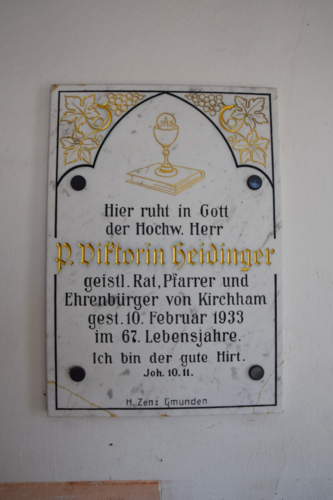 JHS
Hier ruht in Gott
der Hochw. Herr
P. Viktorin Heidinger
geistl. Rat, Pfarrer und
Ehrenbürger von Kirchham
gest. 10. Februar 1933
im 67. Lebensjahre.
Ich bin der gute Hirt.
Joh. 10.11.
H. Zenz Gmunden